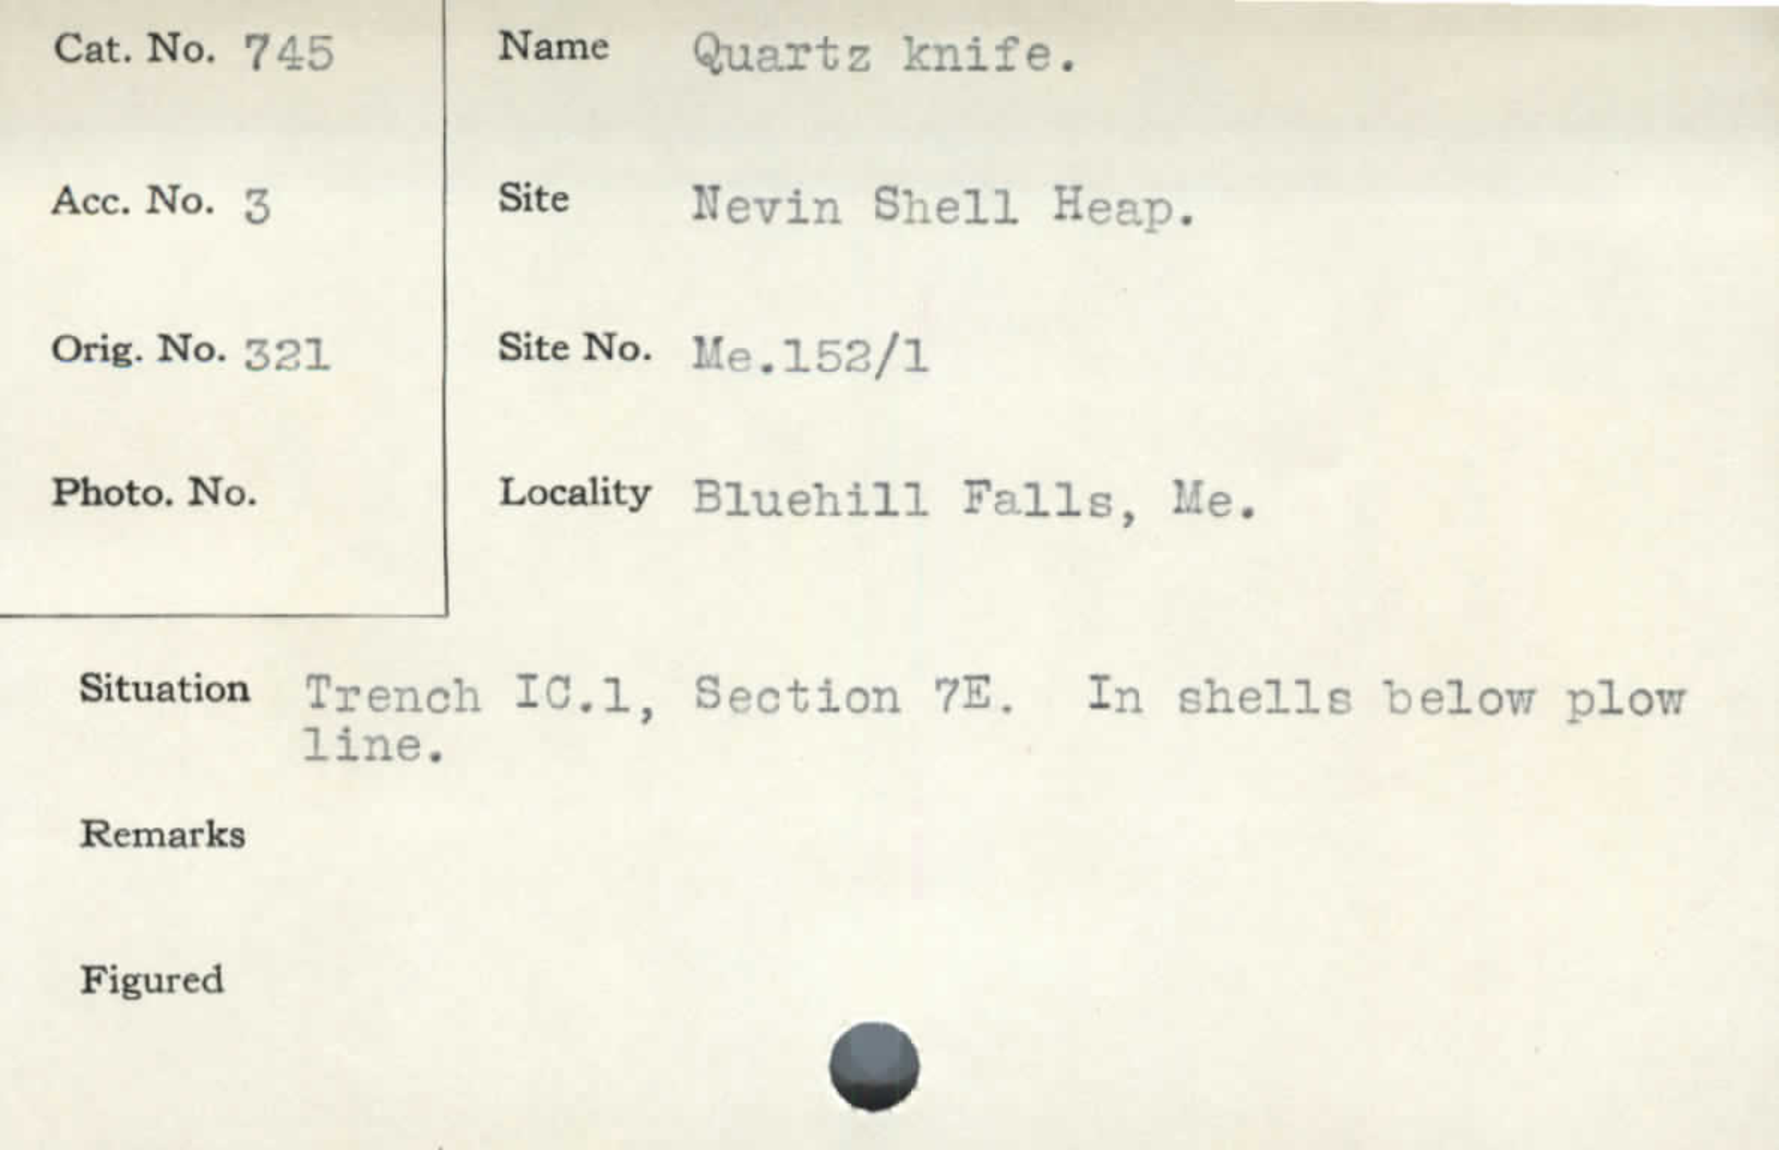 Cat. No. 745
Name Quartz knife.
Acc. No. 3
Site Nevin Shell Heap.
Orig. No. 321
Site No. Me.152/1
Photo. No.
Locality Bluehill Falls, Me.
Situation Trench IC.1, Section 7E. In shells below plow
line.
Remarks
Figured